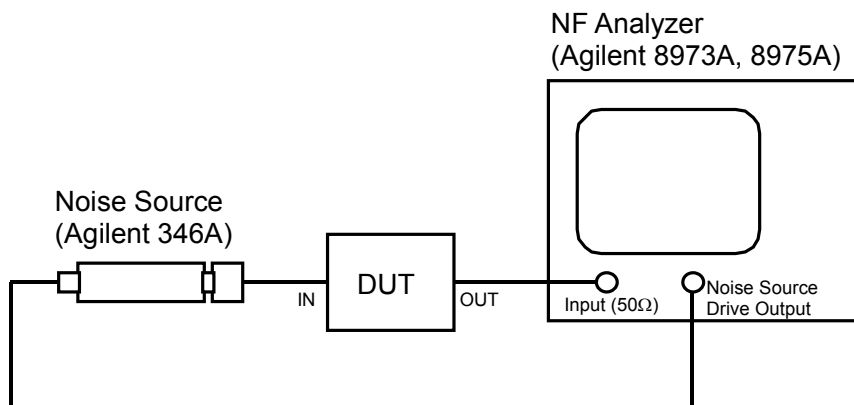 NF Analyzer
(Agilent 8973A, 8975A)
Noise Source
(Agilent 346A)
IN
DUT
OUT
Input (50Ω)
Noise Source
Drive Output